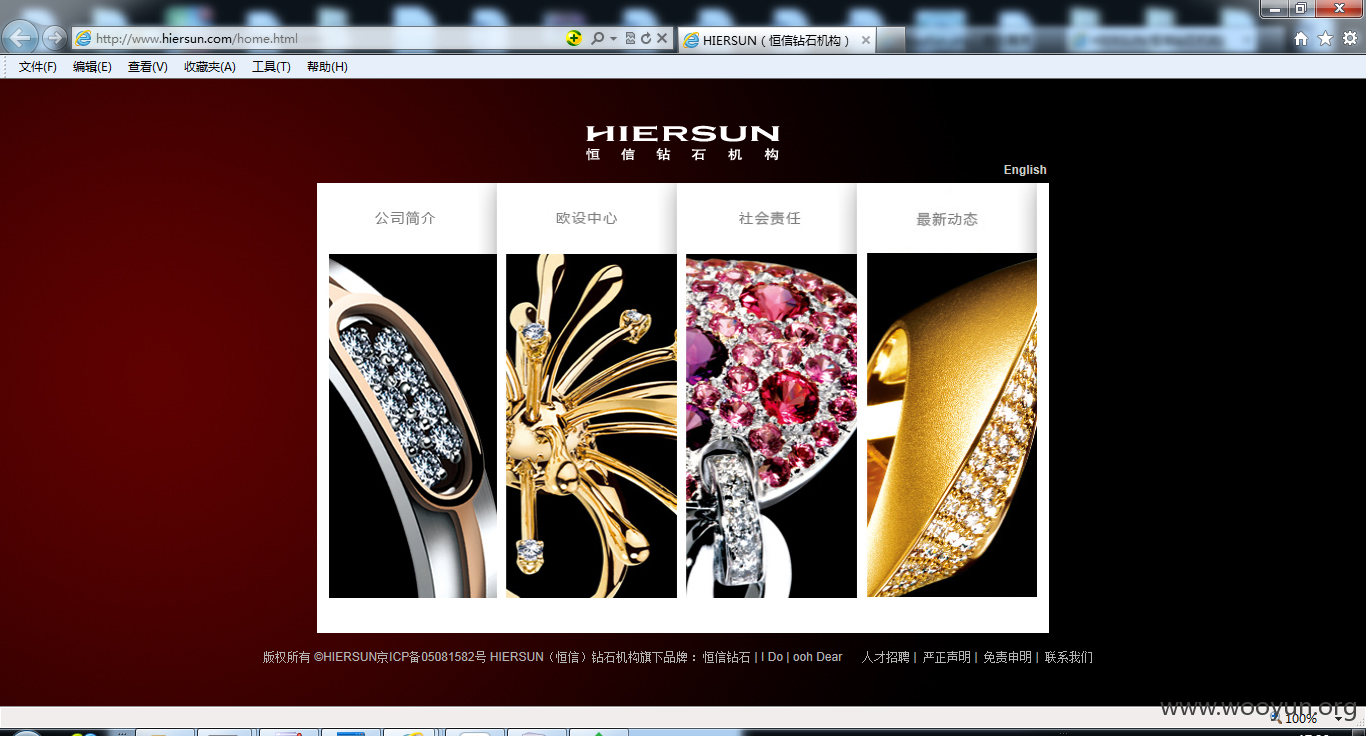 http://www.hiersun.com/home.html
HIERSUN（恒信钻石机构）
文件(F) 编辑(E) 查看(V) 收藏夹(A) 工具(T) 帮助(H)
HIERSUN
恒信钻石机构
English
公司简介 欧设中心 社会责任 最新动态
版权所有 ©HIERSUN京ICP备05081582号 HIERSUN（恒信）钻石机构旗下品牌：恒信钻石 | I Do | ooh Dear 人才招聘 | 严正声明 | 免责申明 | 联系我们
www.wooyun.org
100%